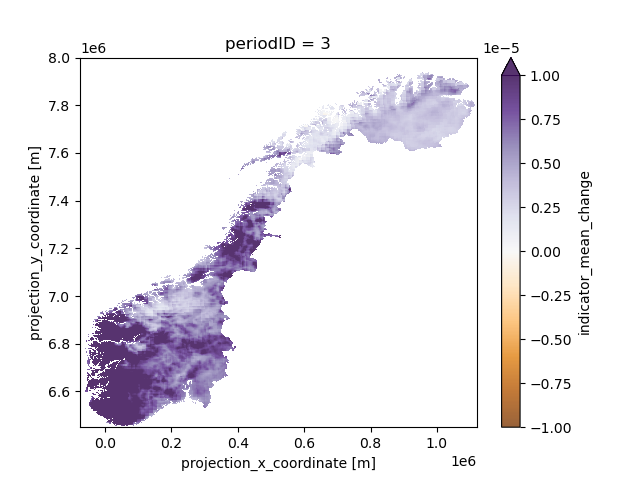 periodID = 3
1e6
1e−5
8.0
7.8
7.6
7.4
7.2
7.0
6.8
6.6
projection_y_coordinate [m]
0.0 0.2 0.4 0.6 0.8 1.0
projection_x_coordinate [m]
1e6
1.00
0.75
0.50
0.25
0.00
−0.25
−0.50
−0.75
−1.00
indicator_mean_change